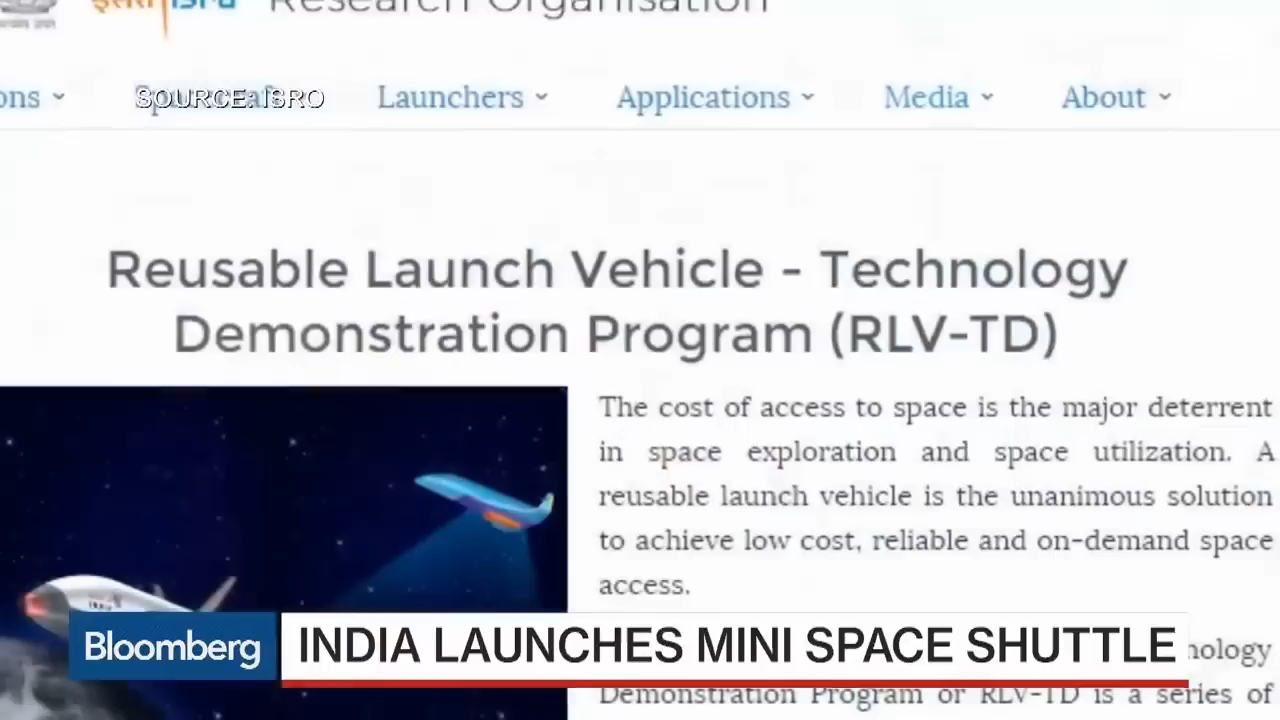 इसरो isro Research Organisation
ons
SOURCE: ISRO
Launchers
Applications
Media
About
Reusable Launch Vehicle - Technology
Demonstration Program (RLV-TD)
The cost of access to space is the major deterrent
in space exploration and space utilization. A
reusable launch vehicle is the unanimous solution
to achieve low cost, reliable and on-demand space
access.
Bloomberg
INDIA LAUNCHES MINI SPACE SHUTTLE
nology
Demonstration Program or RLV-TD is a series of